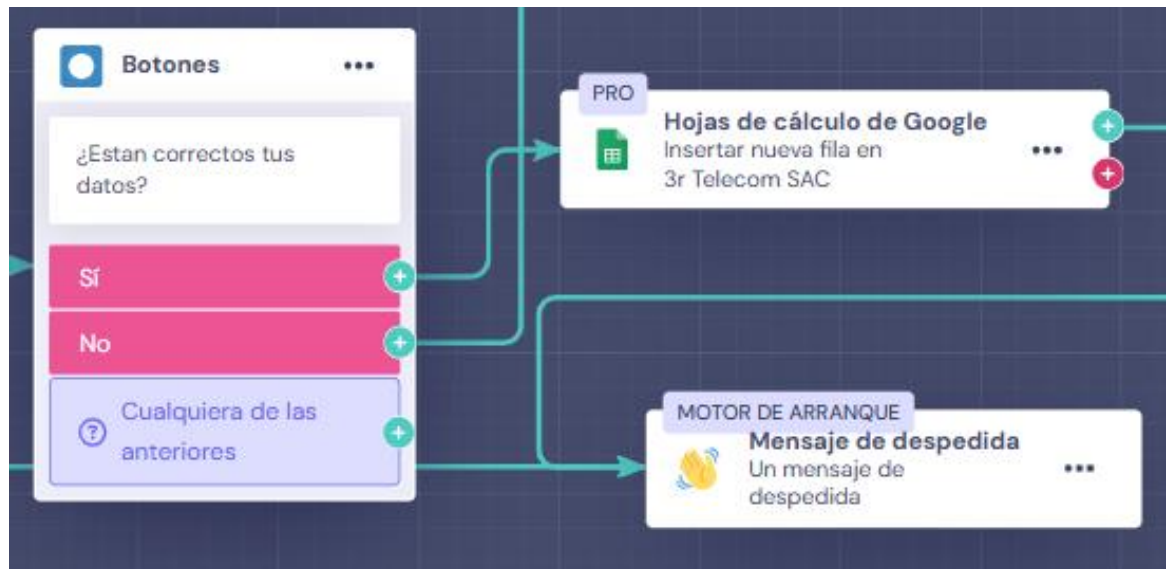 Botones
¿Estan correctos tus
datos?
Sí
No
Cualquiera de las
anteriores
PRO
Hojas de cálculo de Google
Insertar nueva fila en
3r Telecom SAC
MOTOR DE ARRANQUE
Mensaje de despedida
Un mensaje de
despedida